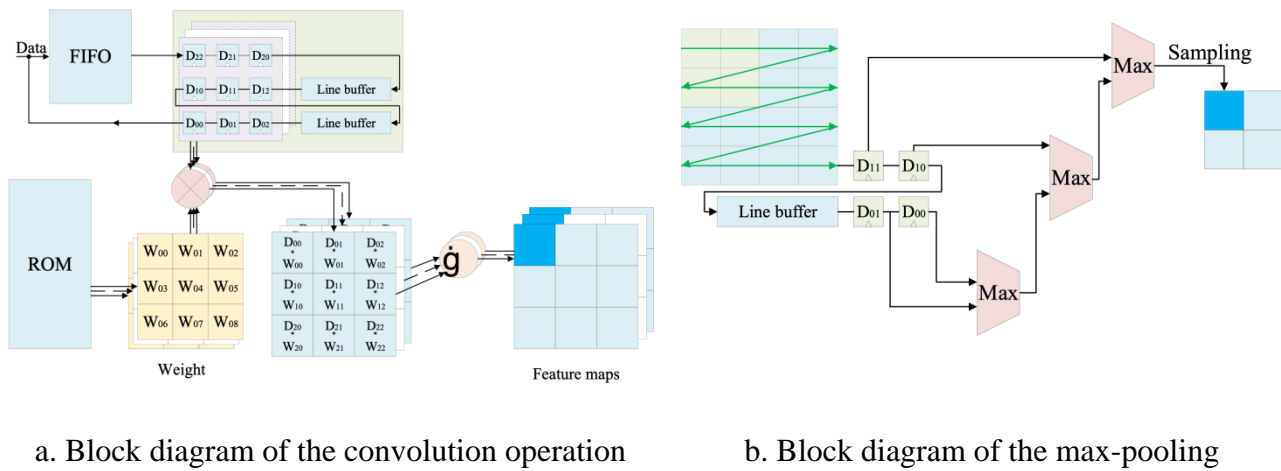 Data
FIFO
D22 D21 D20
D10 D11 D12
Line buffer
D00 D01 D02
Line buffer
ROM
W00 W01 W02
W03 W04 W05
W06 W07 W08
Weight
D00 D01 D02
* * *
W00 W01 W02
D10 D11 D12
* * *
W10 W11 W12
D20 D21 D22
* * *
W20 W21 W22
ġ
Feature maps
a. Block diagram of the convolution operation
Max
Sampling
D11 D10
Max
Line buffer
D01 D00
Max
b. Block diagram of the max-pooling